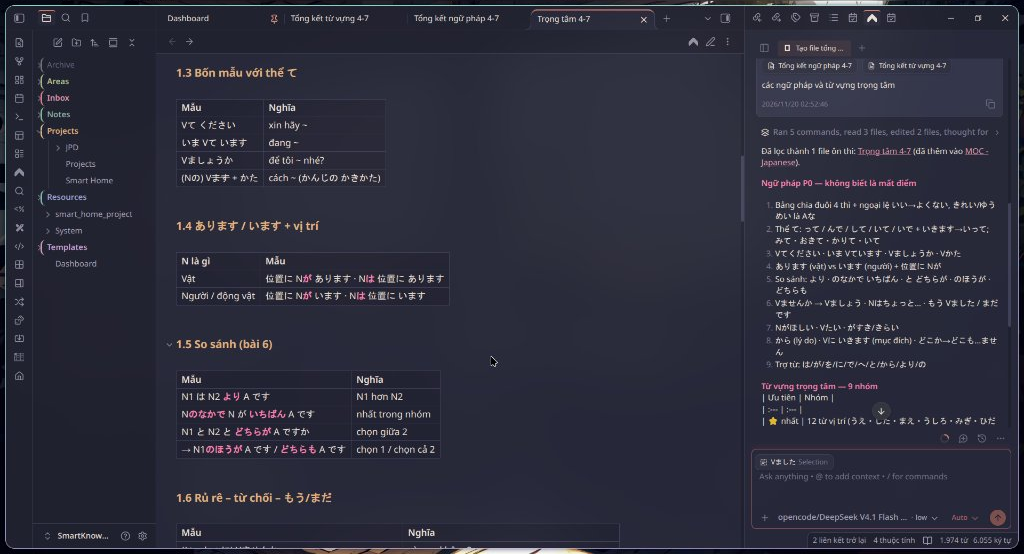 Dashboard
Tổng kết từ vựng 4-7
Tổng kết ngữ pháp 4-7
Trọng tâm 4-7
Archive
Areas
Inbox
Notes
Projects
JPD
Projects
Smart Home
Resources
smart_home_project
System
Templates
Dashboard
SmartKnow...
1.3 Bốn mẫu với thể て
Mẫu Nghĩa
Vて ください xin hãy ~
いま Vて います đang ~
Vましょうか để tôi ~ nhé?
(Nの) Vます + かた cách ~ (かんじの かきかた)
1.4 あります / います + vị trí
N là gì Mẫu
Vật 位置に Nが あります · Nは 位置に あります
Người / động vật 位置に Nが います · Nは 位置に います
1.5 So sánh (bài 6)
Mẫu Nghĩa
N1 は N2 より A です N1 hơn N2
Nのなかで N が いちばん A です nhất trong nhóm
N1 と N2 と どちらが A ですか chọn giữa 2
→ N1のほうが A です / どちらも A です chọn 1 / chọn cả 2
1.6 Rủ rê – từ chối – もう/まだ
Mẫu Nghĩa
Tạo file tổng ...
Tổng kết ngữ pháp 4-7
Tổng kết từ vựng 4-7
các ngữ pháp và từ vựng trọng tâm
2026/11/20 02:52:46
Ran 5 commands, read 3 files, edited 2 files, thought for
Đã lọc thành 1 file ôn thi: Trọng tâm 4-7 (đã thêm vào MOC -
Japanese).
Ngữ pháp P0 — không biết là mất điểm
1. Bảng chia đuôi 4 thì + ngoại lệ いい→よくない, きれい/ゆう
めい là Aな
2. Thể て: って / んで / して / いて / いで + いきます→いって;
みて · おきて · かりて · いて
3. Vてください · いま Vています · Vましょうか · Vかた
4. あります (vật) vs います (người) + 位置に Nが
5. So sánh: より · のなかで いちばん · と どちらが · のほうが ·
どちらも
6. Vませんか → Vましょう · Nはちょっと… · もう Vました / まだ
です
7. Nがほしい · Vたい · がすき/きらい
8. から (lý do) · Vに いきます (mục đích) · どこか→どこも…ませ
ん
9. Trợ từ: は/が/を/に/で/へ/と/から/より/の
Từ vựng trọng tâm — 9 nhóm
| Ưu tiên | Nhóm |
| :--- | :--- |
| ⭐ nhất | 12 từ vị trí (うえ・した・まえ・うしろ・みぎ・ひだ
Vました Selection
Ask anything · @ to add context · / for commands
opencode/DeepSeek V4.1 Flash ... · low
Auto
2 liên kết trở lại
4 thuộc tính
1.974 từ
6.055 ký tự